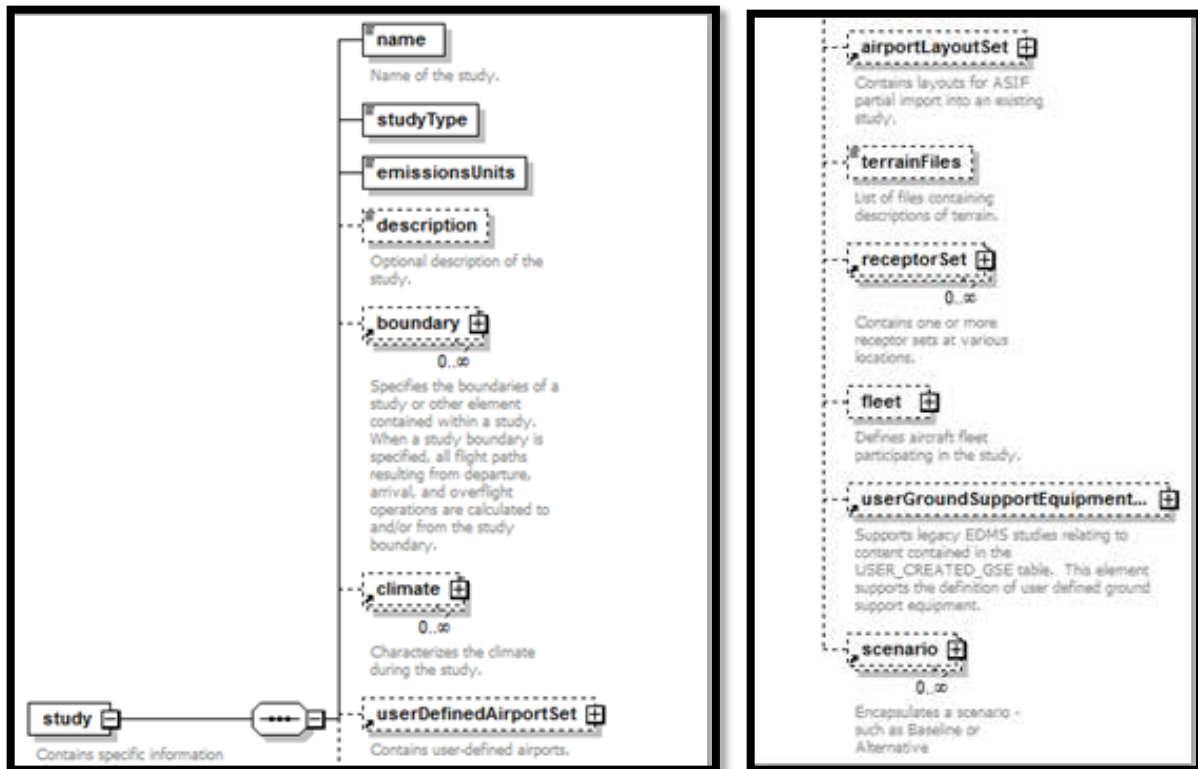 name
Name of the study.
studyType
emissionsUnits
description
Optional description of the
study.
boundary
0..∞
Specifies the boundaries of a
study or other element
contained within a study.
When a study boundary is
specified, all flight paths
resulting from departure,
arrival, and overflight
operations are calculated to
and/or from the study
boundary.
climate
0..∞
Characterizes the climate
during the study.
userDefinedAirportSet
Contains user-defined airports.
study
Contains specific information
airportLayoutSet
Contains layouts for ASIF
partial import into an existing
study.
terrainFiles
List of files containing
descriptions of terrain.
receptorSet
0..∞
Contains one or more
receptor sets at various
locations.
fleet
Defines aircraft fleet
participating in the study.
userGroundSupportEquipment...
Supports legacy EDMS studies relating to
content contained in the
USER_CREATED_GSE table.  This element
supports the definition of user defined ground
support equipment.
scenario
0..∞
Encapsulates a scenario -
such as Baseline or
Alternative